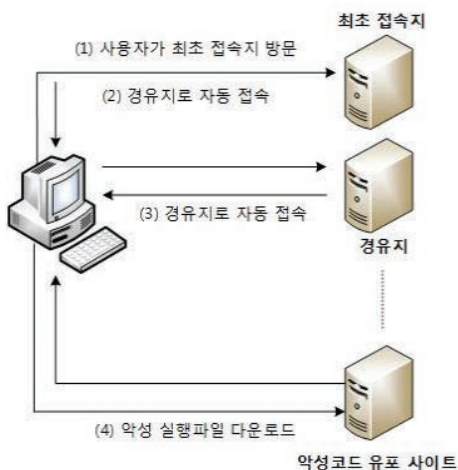 최초 접속지
(1) 사용자가 최초 접속지 방문
(2) 경유지로 자동 접속
(3) 경유지로 자동 접속
경유지
(4) 악성 실행파일 다운로드
악성코드 유포 사이트